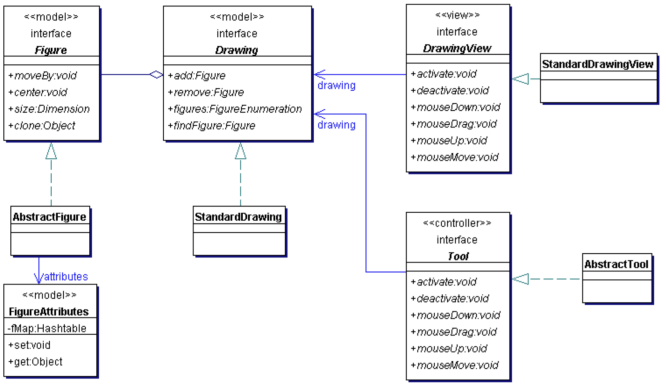 <<model>>
interface
Figure
+moveBy:void
+center:void
+size:Dimension
+clone:Object
<<model>>
interface
Drawing
+add:Figure
+remove:Figure
+figures:FigureEnumeration
+findFigure:Figure
drawing
drawing
<<view>>
interface
DrawingView
+activate:void
+deactivate:void
+mouseDown:void
+mouseDrag:void
+mouseUp:void
+mouseMove:void
StandardDrawingView
AbstractFigure
StandardDrawing
attributes
<<model>>
FigureAttributes
-fMap:Hashtable
+set:void
+get:Object
<<controller>>
interface
Tool
+activate:void
+deactivate:void
+mouseDown:void
+mouseDrag:void
+mouseUp:void
+mouseMove:void
AbstractTool